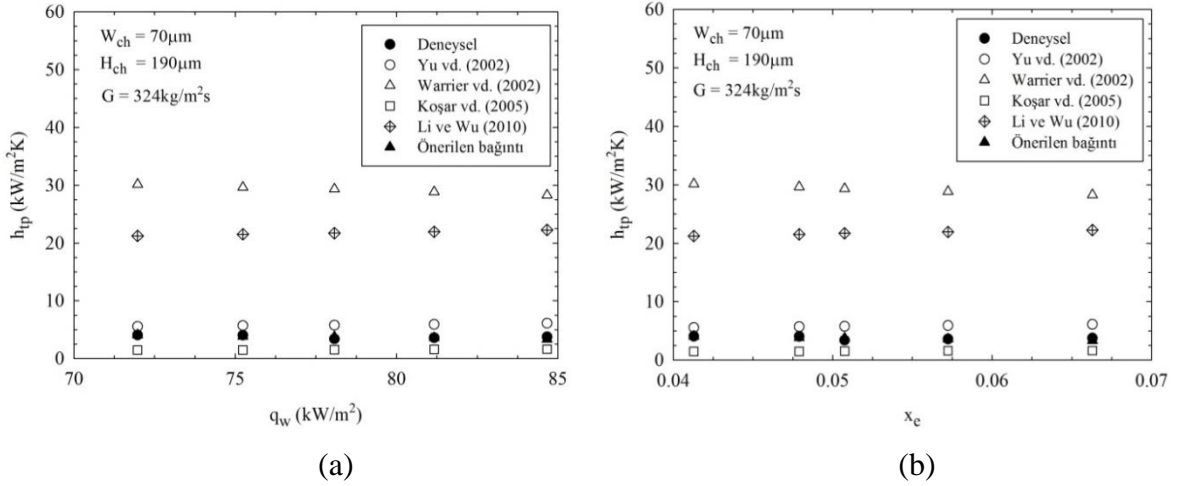 60
50
40
30
20
10
0
h_tp (kW/m²K)
W_ch = 70µm
H_ch = 190µm
G = 324kg/m²s
Deneysel
Yu vd. (2002)
Warrier vd. (2002)
Koşar vd. (2005)
Li ve Wu (2010)
Önerilen bağıntı
70 75 80 85
q_w (kW/m²)
(a)
60
50
40
30
20
10
0
h_tp (kW/m²K)
W_ch = 70µm
H_ch = 190µm
G = 324kg/m²s
Deneysel
Yu vd. (2002)
Warrier vd. (2002)
Koşar vd. (2005)
Li ve Wu (2010)
Önerilen bağıntı
0.04 0.05 0.06 0.07
x_e
(b)